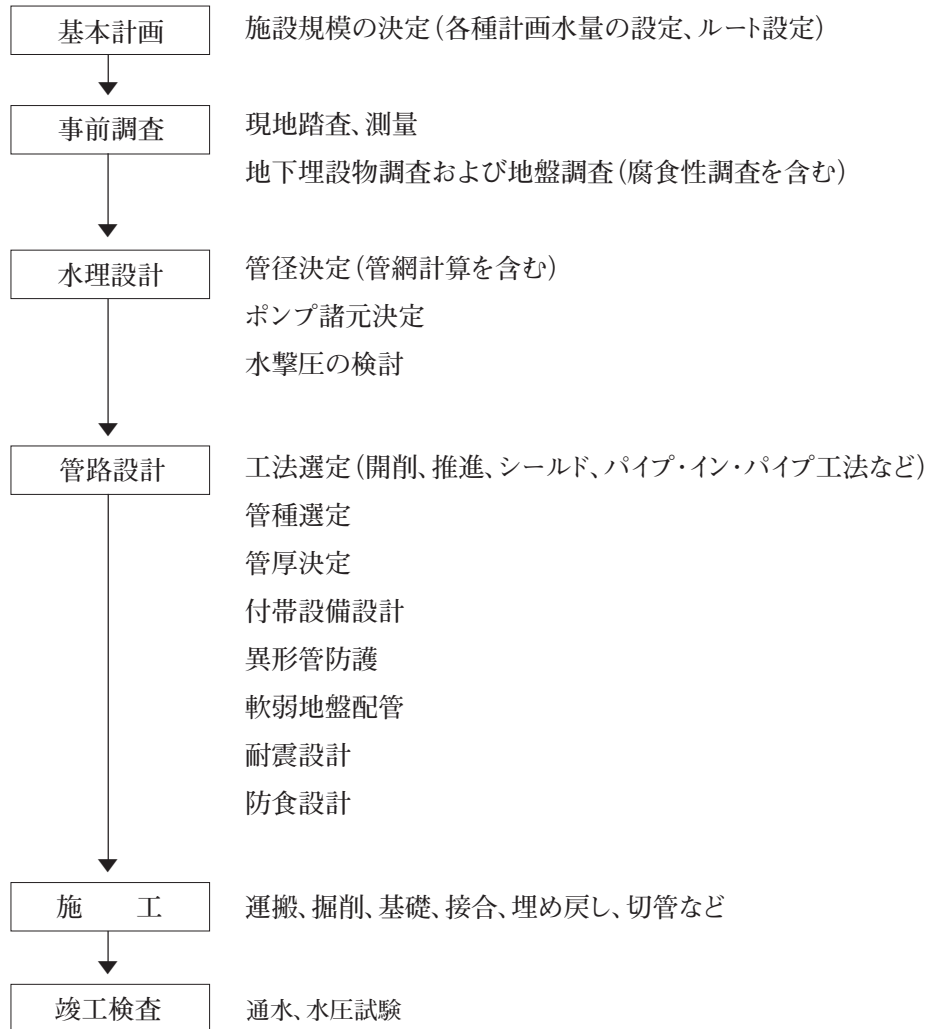 基本計画 施設規模の決定(各種計画水量の設定、ルート設定)
事前調査 現地踏査、測量
地下埋設物調査および地盤調査(腐食性調査を含む)
水理設計 管径決定(管網計算を含む)
ポンプ諸元決定
水撃圧の検討
管路設計 工法選定(開削、推進、シールド、パイプ・イン・パイプ工法など)
管種選定
管厚決定
付帯設備設計
異形管防護
軟弱地盤配管
耐震設計
防食設計
施 工 運搬、掘削、基礎、接合、埋め戻し、切管など
竣工検査 通水、水圧試験